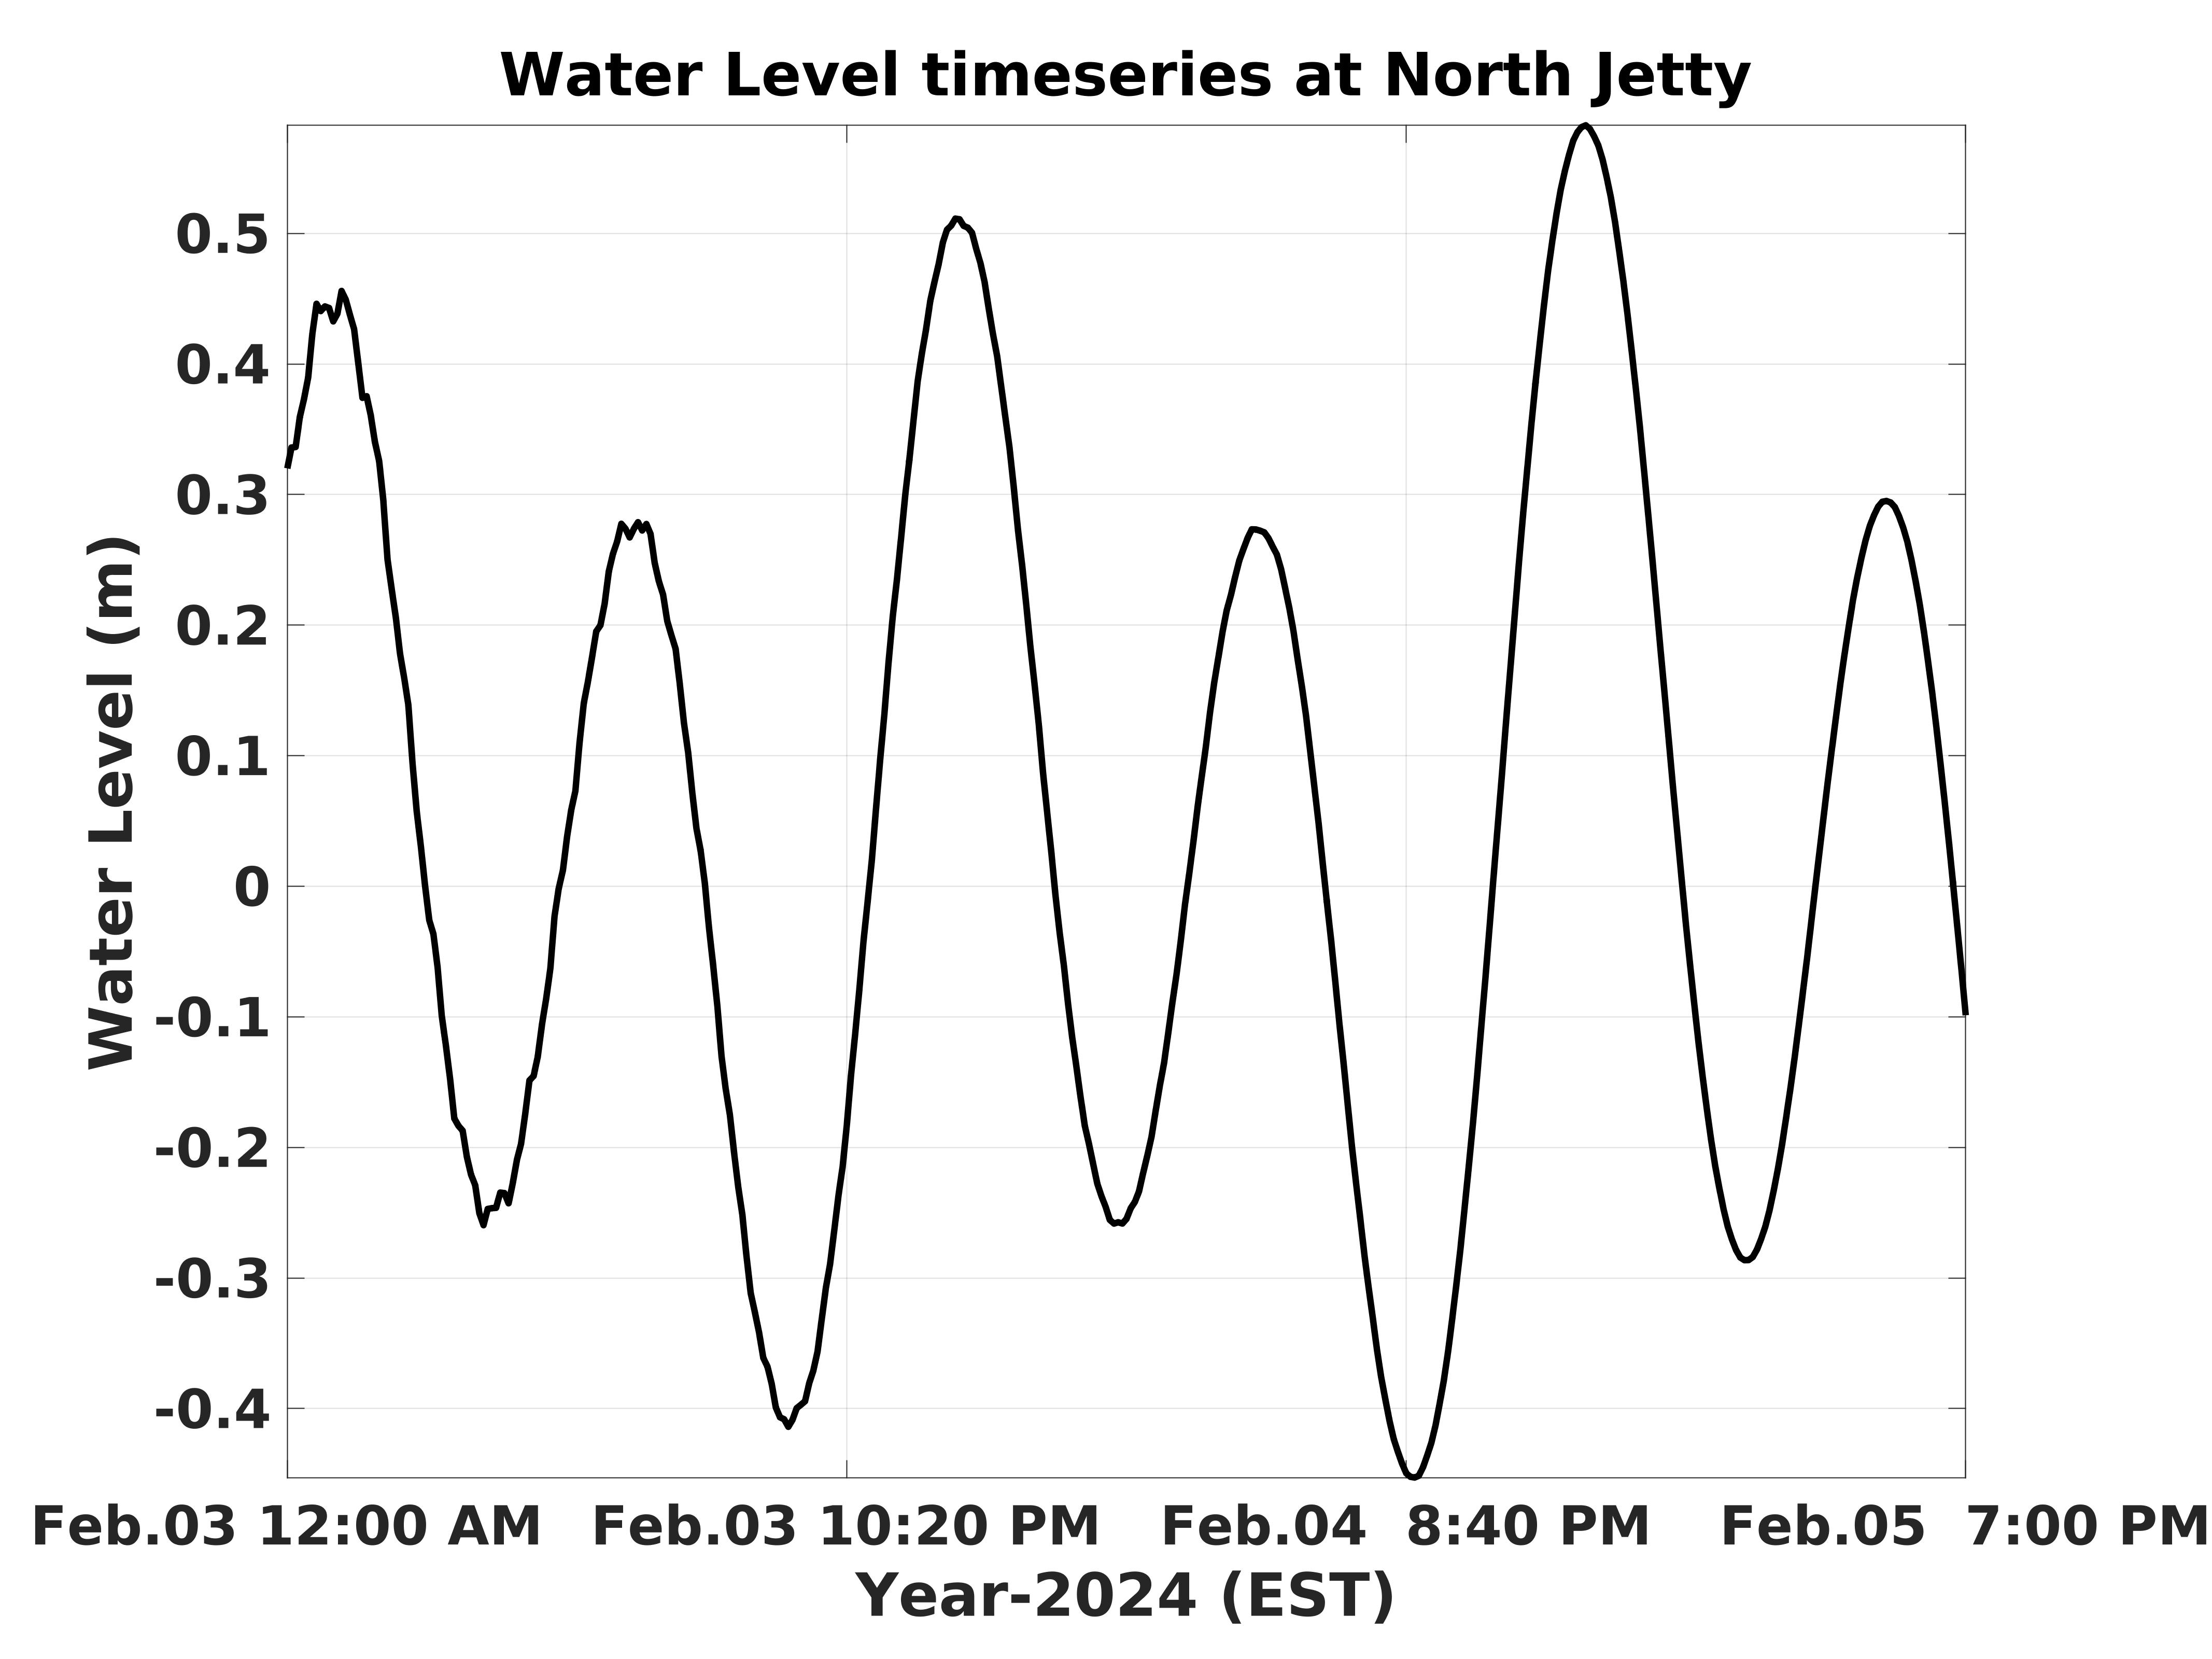 Water Level timeseries at North Jetty
Water Level (m)
0.5
0.4
0.3
0.2
0.1
0
-0.1
-0.2
-0.3
-0.4
Feb.03 12:00 AM Feb.03 10:20 PM Feb.04 8:40 PM Feb.05 7:00 PM
Year-2024 (EST)